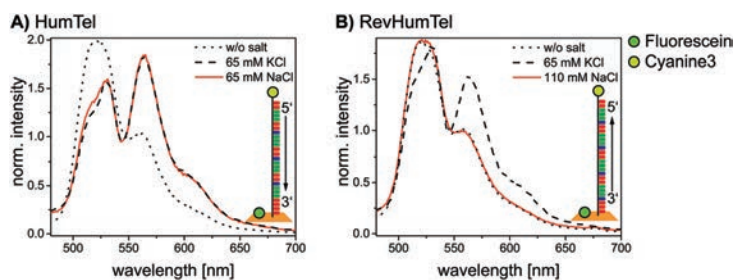 A) HumTel
norm. intensity
2.0
1.5
1.0
0.5
0.0
w/o salt
65 mM KCl
65 mM NaCl
5'
3'
500 550 600 650 700
wavelength [nm]
B) RevHumTel
norm. intensity
1.5
1.0
0.5
0.0
w/o salt
65 mM KCl
110 mM NaCl
5'
3'
500 550 600 650 700
wavelength [nm]
Fluorescein
Cyanine3